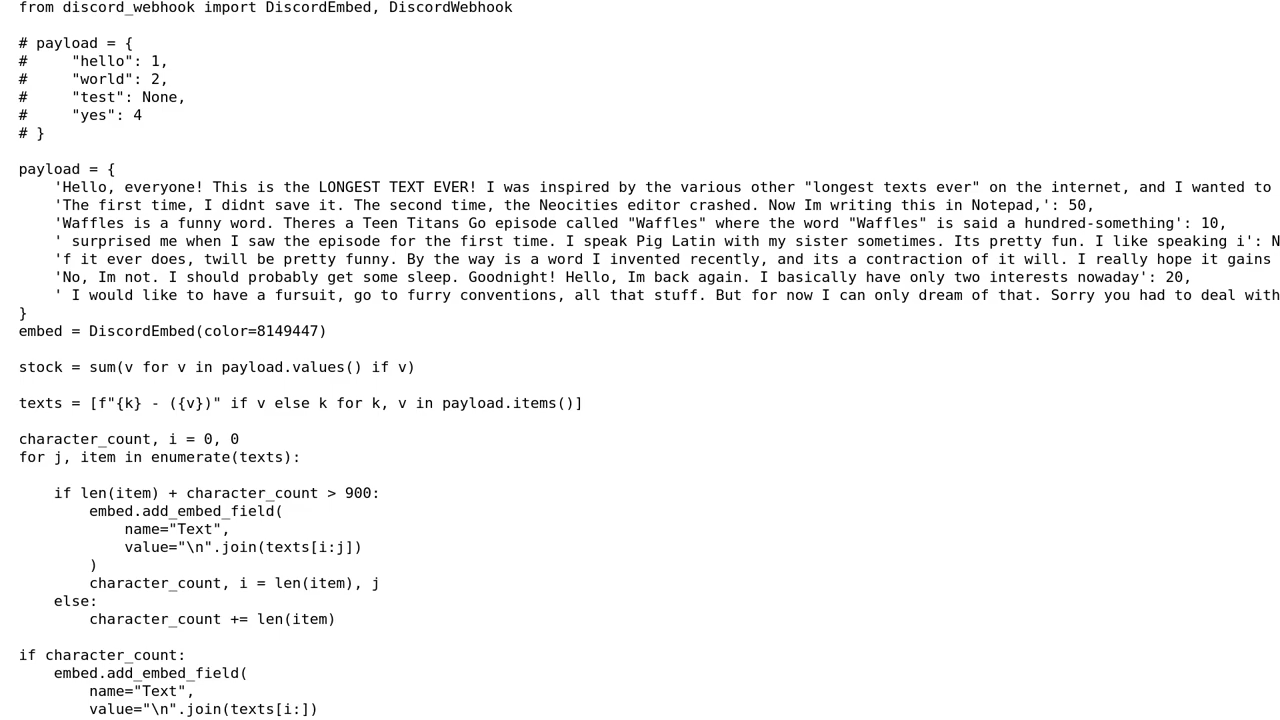 from discord_webhook import DiscordEmbed, DiscordWebhook
# payload = {
#     "hello": 1,
#     "world": 2,
#     "test": None,
#     "yes": 4
# }
payload = {
    'Hello, everyone! This is the LONGEST TEXT EVER! I was inspired by the various other "longest texts ever" on the internet, and I wanted to
    'The first time, I didnt save it. The second time, the Neocities editor crashed. Now Im writing this in Notepad,': 50,
    'Waffles is a funny word. Theres a Teen Titans Go episode called "Waffles" where the word "Waffles" is said a hundred-something': 10,
    ' surprised me when I saw the episode for the first time. I speak Pig Latin with my sister sometimes. Its pretty fun. I like speaking i': N
    'f it ever does, twill be pretty funny. By the way is a word I invented recently, and its a contraction of it will. I really hope it gains
    'No, Im not. I should probably get some sleep. Goodnight! Hello, Im back again. I basically have only two interests nowaday': 20,
    ' I would like to have a fursuit, go to furry conventions, all that stuff. But for now I can only dream of that. Sorry you had to deal with
}
embed = DiscordEmbed(color=8149447)
stock = sum(v for v in payload.values() if v)
texts = [f"{k} - ({v})" if v else k for k, v in payload.items()]
character_count, i = 0, 0
for j, item in enumerate(texts):
    if len(item) + character_count > 900:
        embed.add_embed_field(
            name="Text",
            value="\n".join(texts[i:j])
        )
        character_count, i = len(item), j
    else:
        character_count += len(item)
if character_count:
    embed.add_embed_field(
        name="Text",
        value="\n".join(texts[i:])